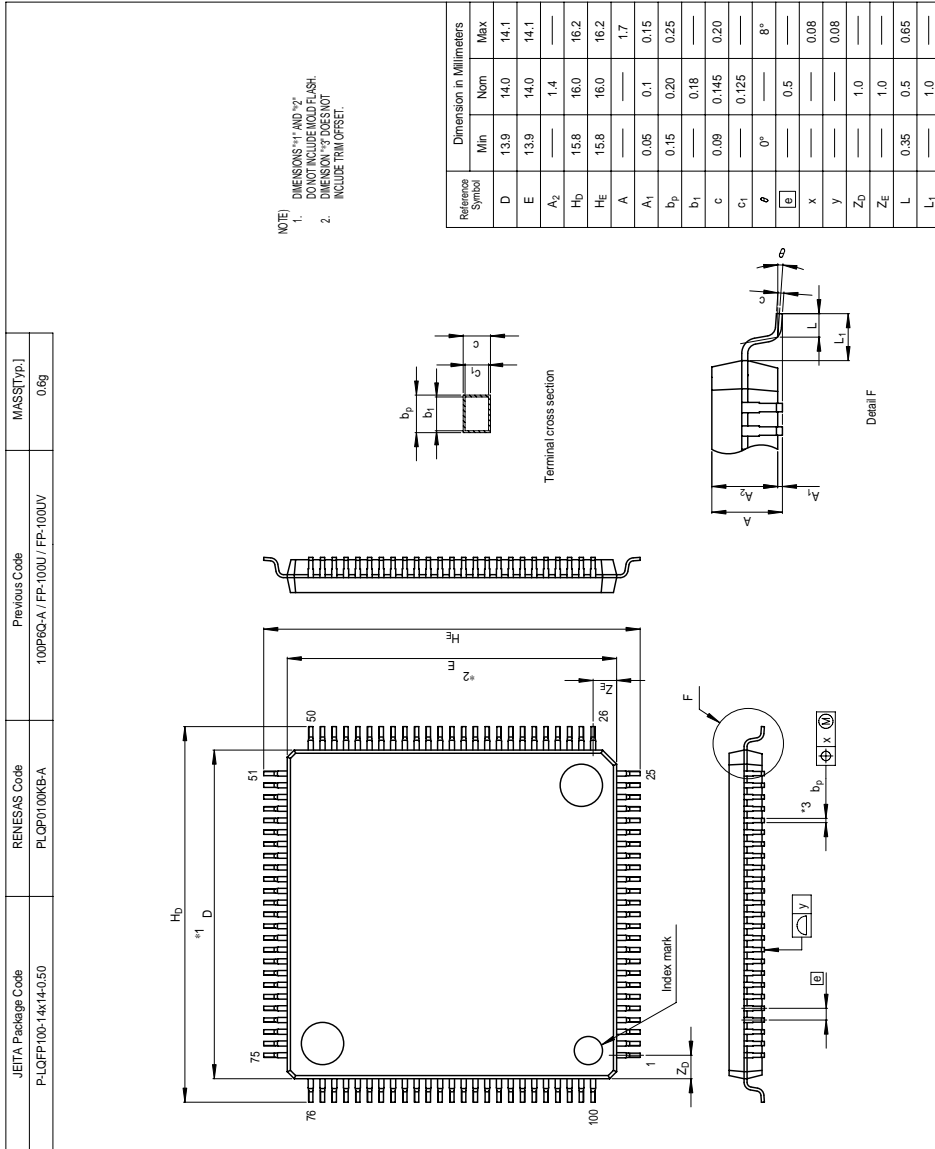 JEITA Package Code RENESAS Code Previous Code MASS[Typ.]
P-LQFP100-14x14-0.50 PLQP0100KB-A 100P6Q-A / FP-100U / FP-100UV 0.6g
NOTE)
1. DIMENSIONS "*1" AND "*2"
DO NOT INCLUDE MOLD FLASH.
2. DIMENSION "*3" DOES NOT
INCLUDE TRIM OFFSET.
HD
*1 D
75 51
76 50
100 26
1 25
ZD
Index mark
ZE
*2 E
HE
F
e
y
*3 bp
x M
bp
b1
c1
c
Terminal cross section
A
A2
A1
L
L1
c
θ
Detail F
Reference Symbol Dimension in Millimeters
Min Nom Max
D 13.9 14.0 14.1
E 13.9 14.0 14.1
A2 — 1.4 —
HD 15.8 16.0 16.2
HE 15.8 16.0 16.2
A — — 1.7
A1 0.05 0.1 0.15
bp 0.15 0.20 0.25
b1 — 0.18 —
c 0.09 0.145 0.20
c1 — 0.125 —
θ 0° — 8°
e — 0.5 —
x — — 0.08
y — — 0.08
ZD — 1.0 —
ZE — 1.0 —
L 0.35 0.5 0.65
L1 — 1.0 —